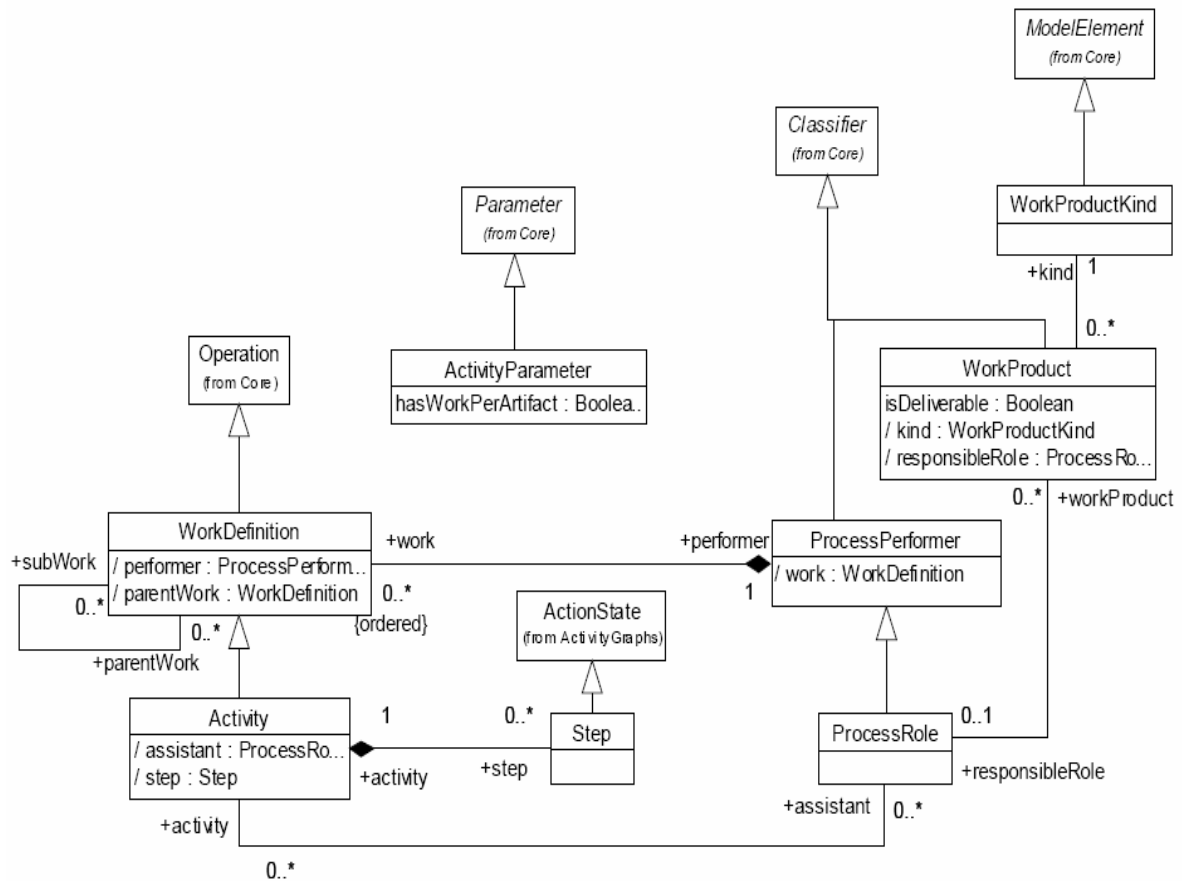 ModelElement
(from Core)
Classifier
(from Core)
WorkProductKind
+kind
1
0..*
Parameter
(from Core)
Operation
(from Core)
ActivityParameter
hasWorkPerArtifact : Boolea..
WorkProduct
isDeliverable : Boolean
/ kind : WorkProductKind
/ responsibleRole : ProcessRo...
0..*
+workProduct
WorkDefinition
/ performer : ProcessPerform...
/ parentWork : WorkDefinition
+subWork
0..*
0..*
+parentWork
+work
0..*
{ordered}
+performer
1
ProcessPerformer
/ work : WorkDefinition
ActionState
(from ActivityGraphs)
Activity
/ assistant : ProcessRo...
/ step : Step
1
+activity
0..*
+step
Step
ProcessRole
0..1
+responsibleRole
+assistant
0..*
+activity
0..*